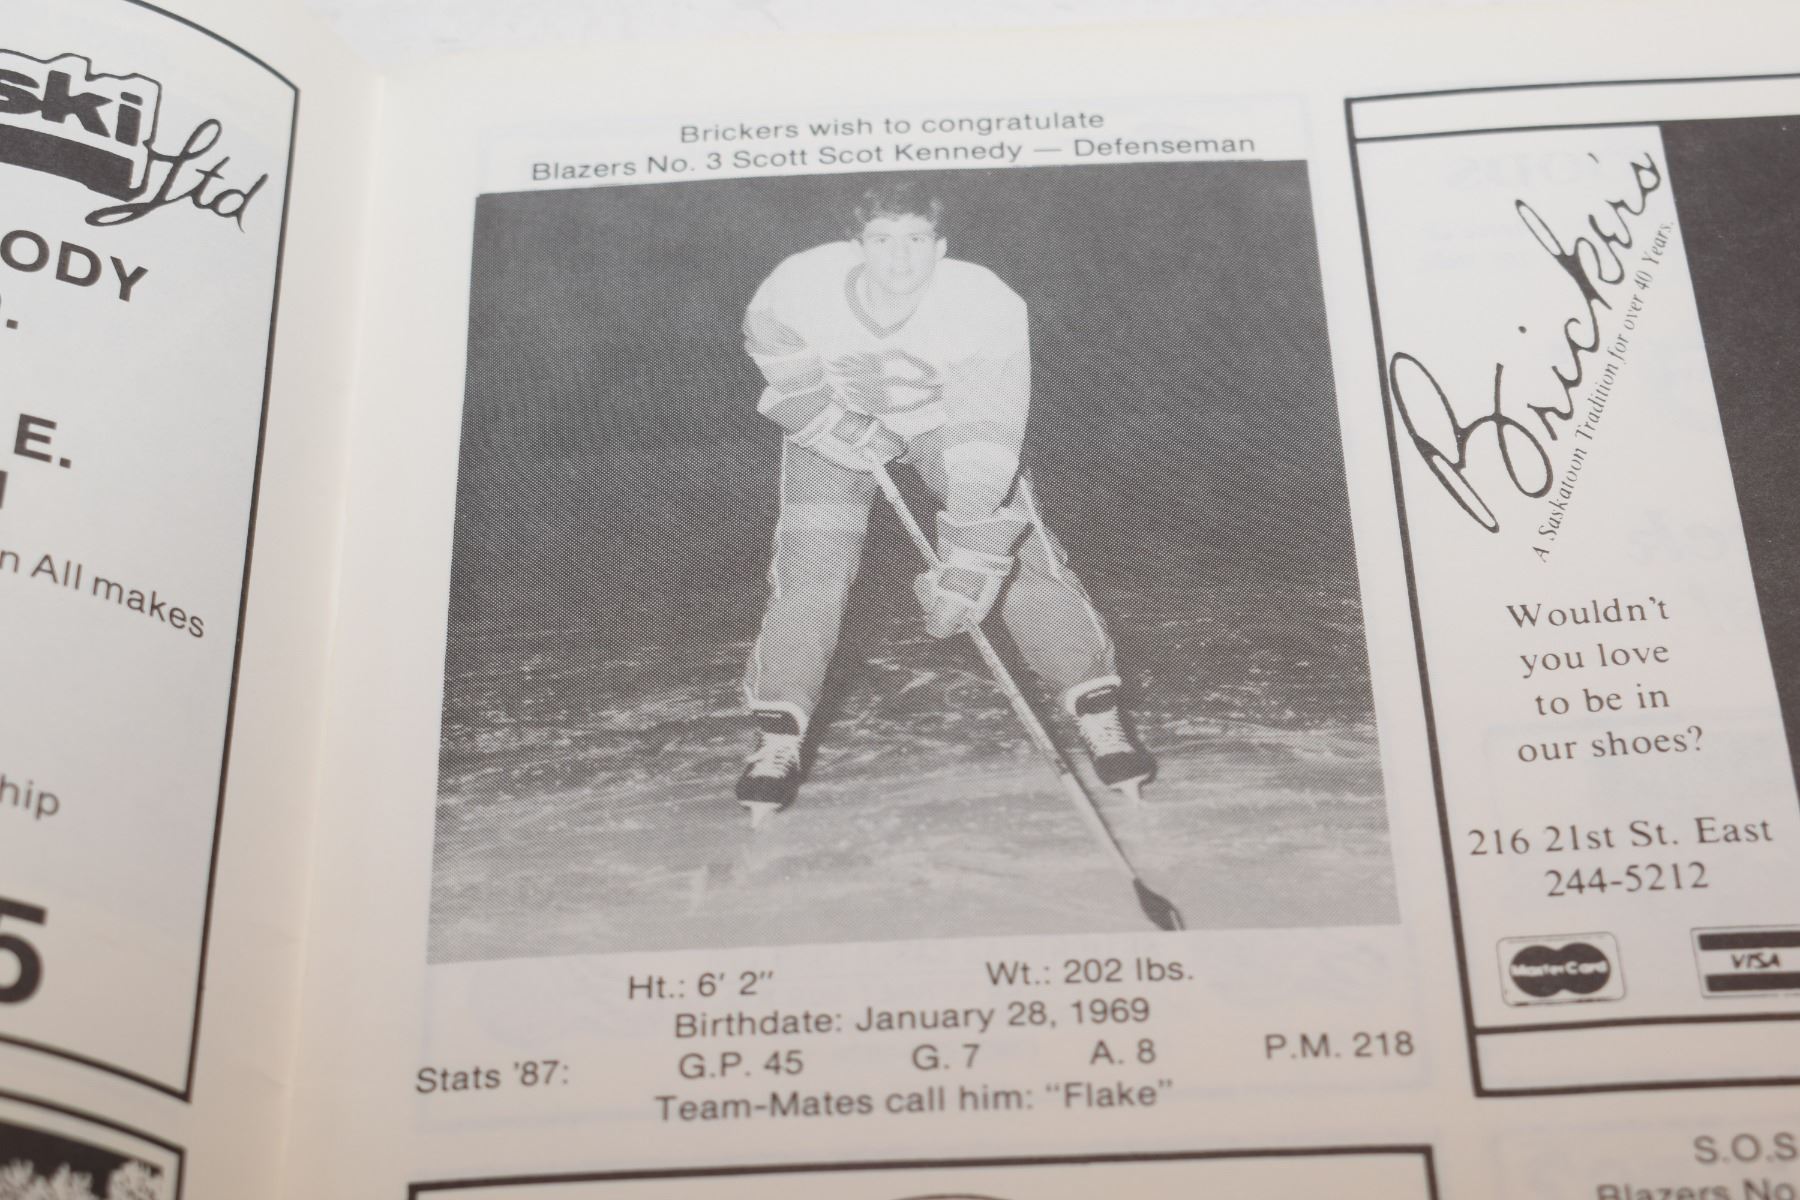 ski
Ltd
ODY
E.
n All makes
hip
5
Brickers wish to congratulate
Blazers No. 3 Scott Scot Kennedy — Defenseman
Ht.: 6' 2" Wt.: 202 lbs.
Birthdate: January 28, 1969
Stats '87: G.P. 45 G. 7 A. 8 P.M. 218
Team-Mates call him: "Flake"
Brickers
A Saskatoon Tradition for over 40 Years.
Wouldn't
you love
to be in
our shoes?
216 21st St. East
244-5212
MasterCard
VISA
S.O.S
Blazers No